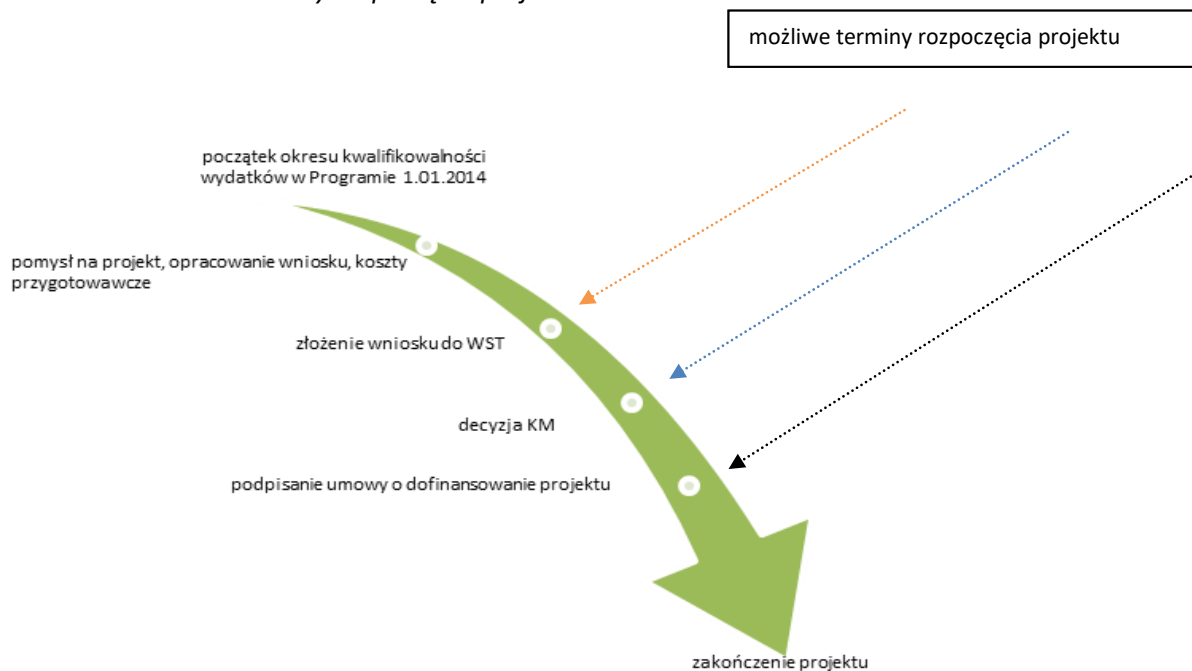 możliwe terminy rozpoczęcia projektu
początek okresu kwalifikowalności
wydatków w Programie 1.01.2014
pomysł na projekt, opracowanie wniosku, koszty
przygotowawcze
złożenie wniosku do WST
decyzja KM
podpisanie umowy o dofinansowanie projektu
zakończenie projektu